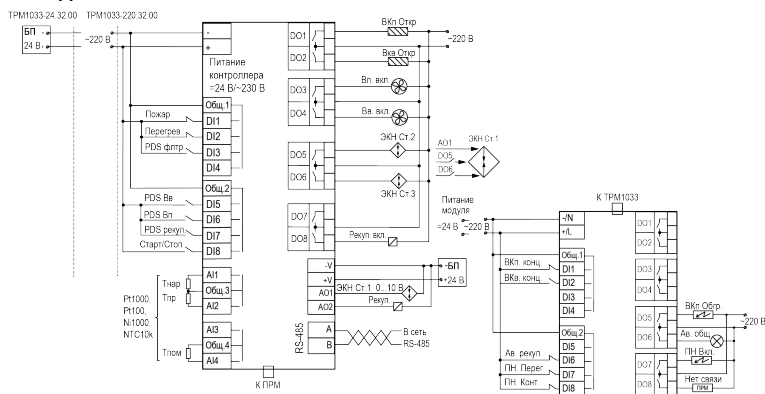 ТРМ1033-24.32.00 ТРМ1033-220.32.00
БП -
24 В+
~220 В
-
+
Питание
контроллера
=24 В/~230 В
Общ.1
Пожар
DI1
Перегрев
DI2
PDS фптр
DI3
DI4
Общ.2
PDS Вв
DI5
PDS Вп
DI6
PDS рекуп.
DI7
Старт/Стоп
DI8
AI1
Тнар
Общ.3
Тпр
AI2
Pt1000,
Pt100,
Ni1000,
NTC10k
AI3
Общ.4
Тпом
AI4
К ПРМ
DO1
DO2
DO3
DO4
DO5
DO6
DO7
DO8
ВКп Откр
Вкв Откр
~220 В
Вп. вкл.
Вв. вкл.
ЭКН Ст.2
ЭКН Ст.3
Рекуп. вкл.
-V
+V
AO1
AO2
-БП
+24 В
ЭКН Ст.1 0...10 В
Рекуп.
RS-485
A
B
В сеть
RS-485
AO1
DO5
DO6
ЭКН Ст.1
Питание
модуля
=24 В ~220 В
К ТРМ1033
-/N
+/L
Общ.1
ВКп. конц.
DI1
ВКв. конц.
DI2
DI3
DI4
Общ.2
DI5
Ав. рекуп
DI6
ПН. Перег
DI7
ПН. Конт
DI8
DO1
DO2
DO3
DO4
DO5
DO6
DO7
DO8
ВКп Обгр.
~220 В
Ав. общ.
ПН Вкл.
Нет связи
ПРМ